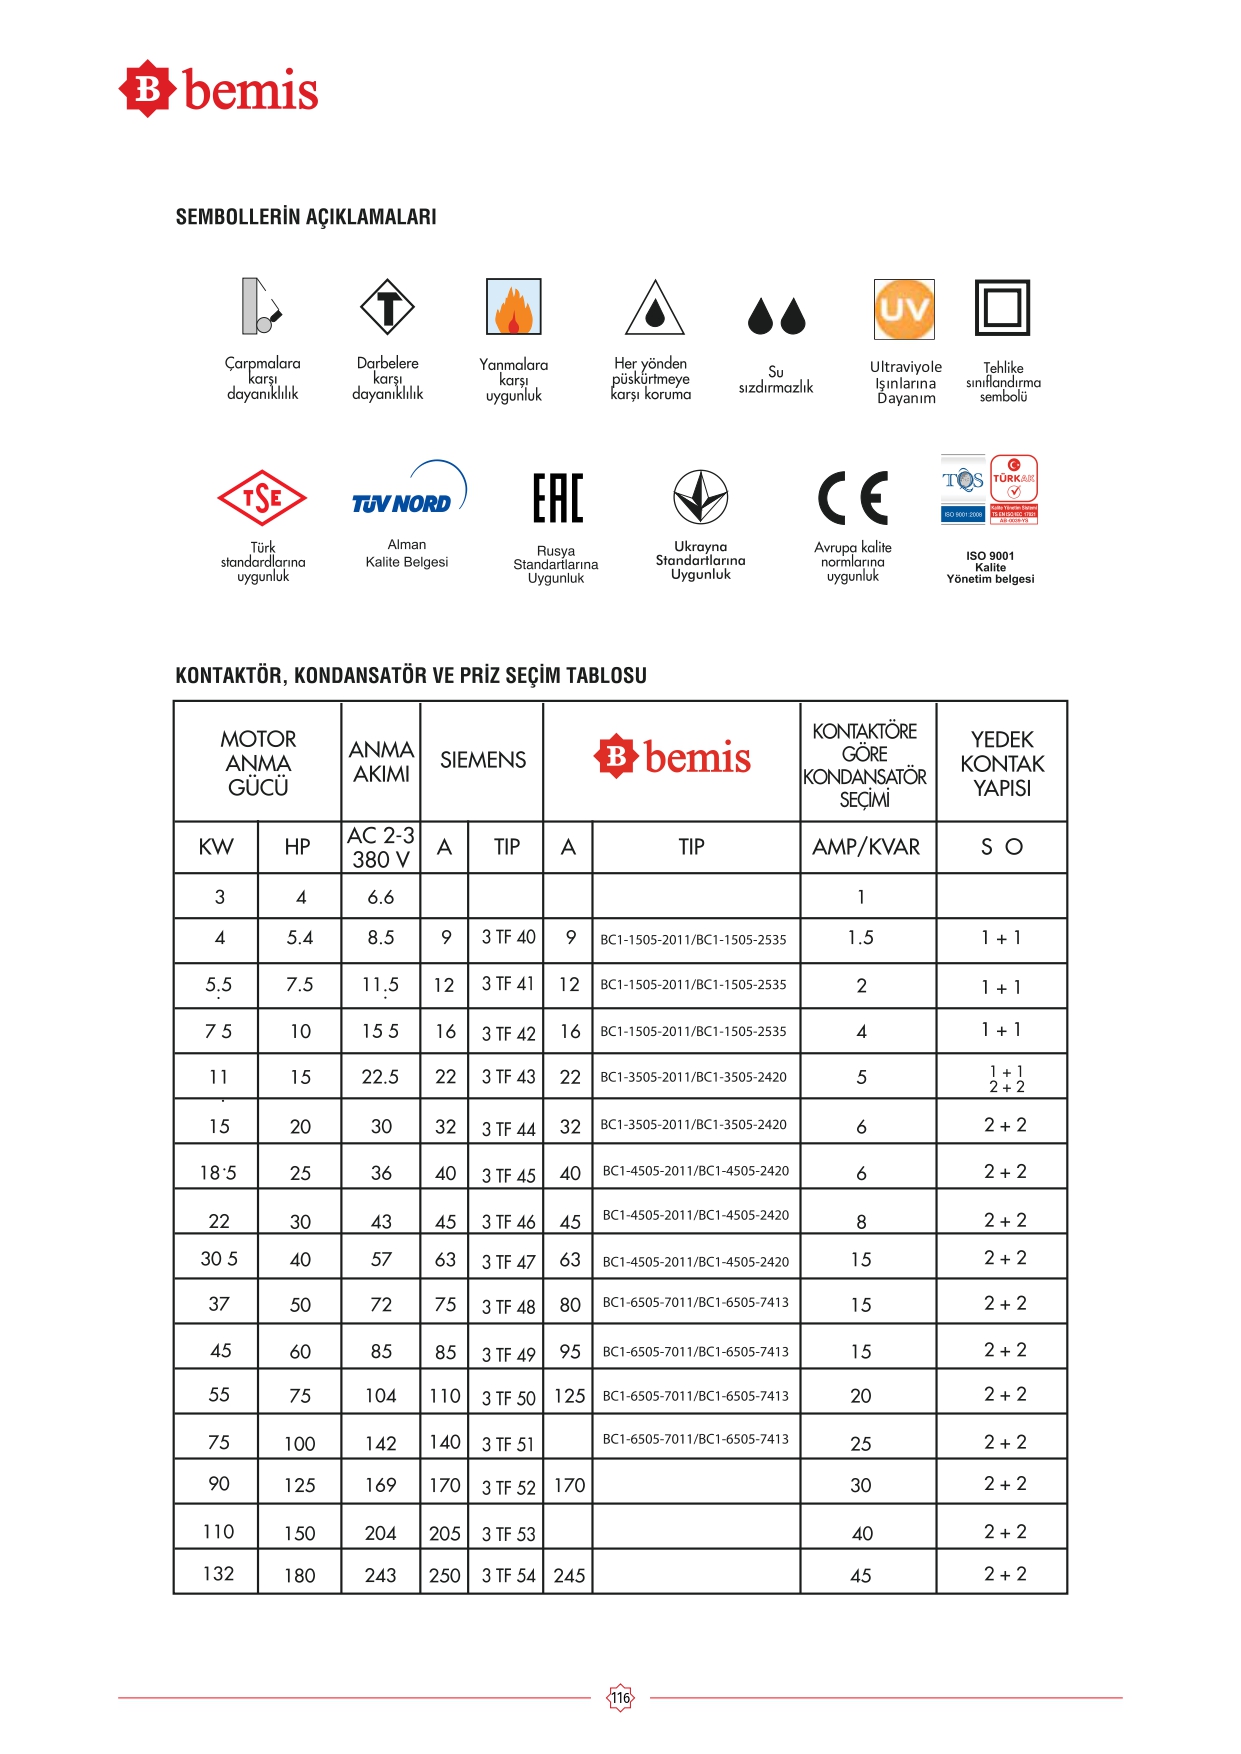 B bemis
SEMBOLLERİN AÇIKLAMALARI
T
UV
Çarpmalara
karşı
dayanıklılık
Darbelere
karşı
dayanıklılık
Yanmalara
karşı
uygunluk
Her yönden
püskürtmeye
karşı koruma
Su
sızdırmazlık
Ultraviyole
Işınlarına
Dayanım
Tehlike
sınıflandırma
sembolü
TSE
TÜV NORD
EAC
CE
TQS
ISO 9001:2008
TÜRKAK
Kalite Yönetim Sistemi
TS EN ISO/IEC 17021
AB-0039-YS
Türk
standardlarına
uygunluk
Alman
Kalite Belgesi
Rusya
Standartlarına
Uygunluk
Ukrayna
Standartlarına
Uygunluk
Avrupa kalite
normlarına
uygunluk
ISO 9001
Kalite
Yönetim belgesi
KONTAKTÖR, KONDANSATÖR VE PRİZ SEÇİM TABLOSU
MOTOR
ANMA
GÜCÜ
ANMA
AKIMI
SIEMENS
B bemis
KONTAKTÖRE
GÖRE
KONDANSATÖR
SEÇİMİ
YEDEK
KONTAK
YAPISI
KW HP AC 2-3 380 V A TIP A TIP AMP/KVAR S O
3 4 6.6 1
4 5.4 8.5 9 3 TF 40 9 BC1-1505-2011/BC1-1505-2535 1.5 1 + 1
5.5 7.5 11.5 12 3 TF 41 12 BC1-1505-2011/BC1-1505-2535 2 1 + 1
7 5 10 15 5 16 3 TF 42 16 BC1-1505-2011/BC1-1505-2535 4 1 + 1
11 15 22.5 22 3 TF 43 22 BC1-3505-2011/BC1-3505-2420 5 1 + 1 2 + 2
15 20 30 32 3 TF 44 32 BC1-3505-2011/BC1-3505-2420 6 2 + 2
18.5 25 36 40 3 TF 45 40 BC1-4505-2011/BC1-4505-2420 6 2 + 2
22 30 43 45 3 TF 46 45 BC1-4505-2011/BC1-4505-2420 8 2 + 2
30 5 40 57 63 3 TF 47 63 BC1-4505-2011/BC1-4505-2420 15 2 + 2
37 50 72 75 3 TF 48 80 BC1-6505-7011/BC1-6505-7413 15 2 + 2
45 60 85 85 3 TF 49 95 BC1-6505-7011/BC1-6505-7413 15 2 + 2
55 75 104 110 3 TF 50 125 BC1-6505-7011/BC1-6505-7413 20 2 + 2
75 100 142 140 3 TF 51 BC1-6505-7011/BC1-6505-7413 25 2 + 2
90 125 169 170 3 TF 52 170 30 2 + 2
110 150 204 205 3 TF 53 40 2 + 2
132 180 243 250 3 TF 54 245 45 2 + 2
116